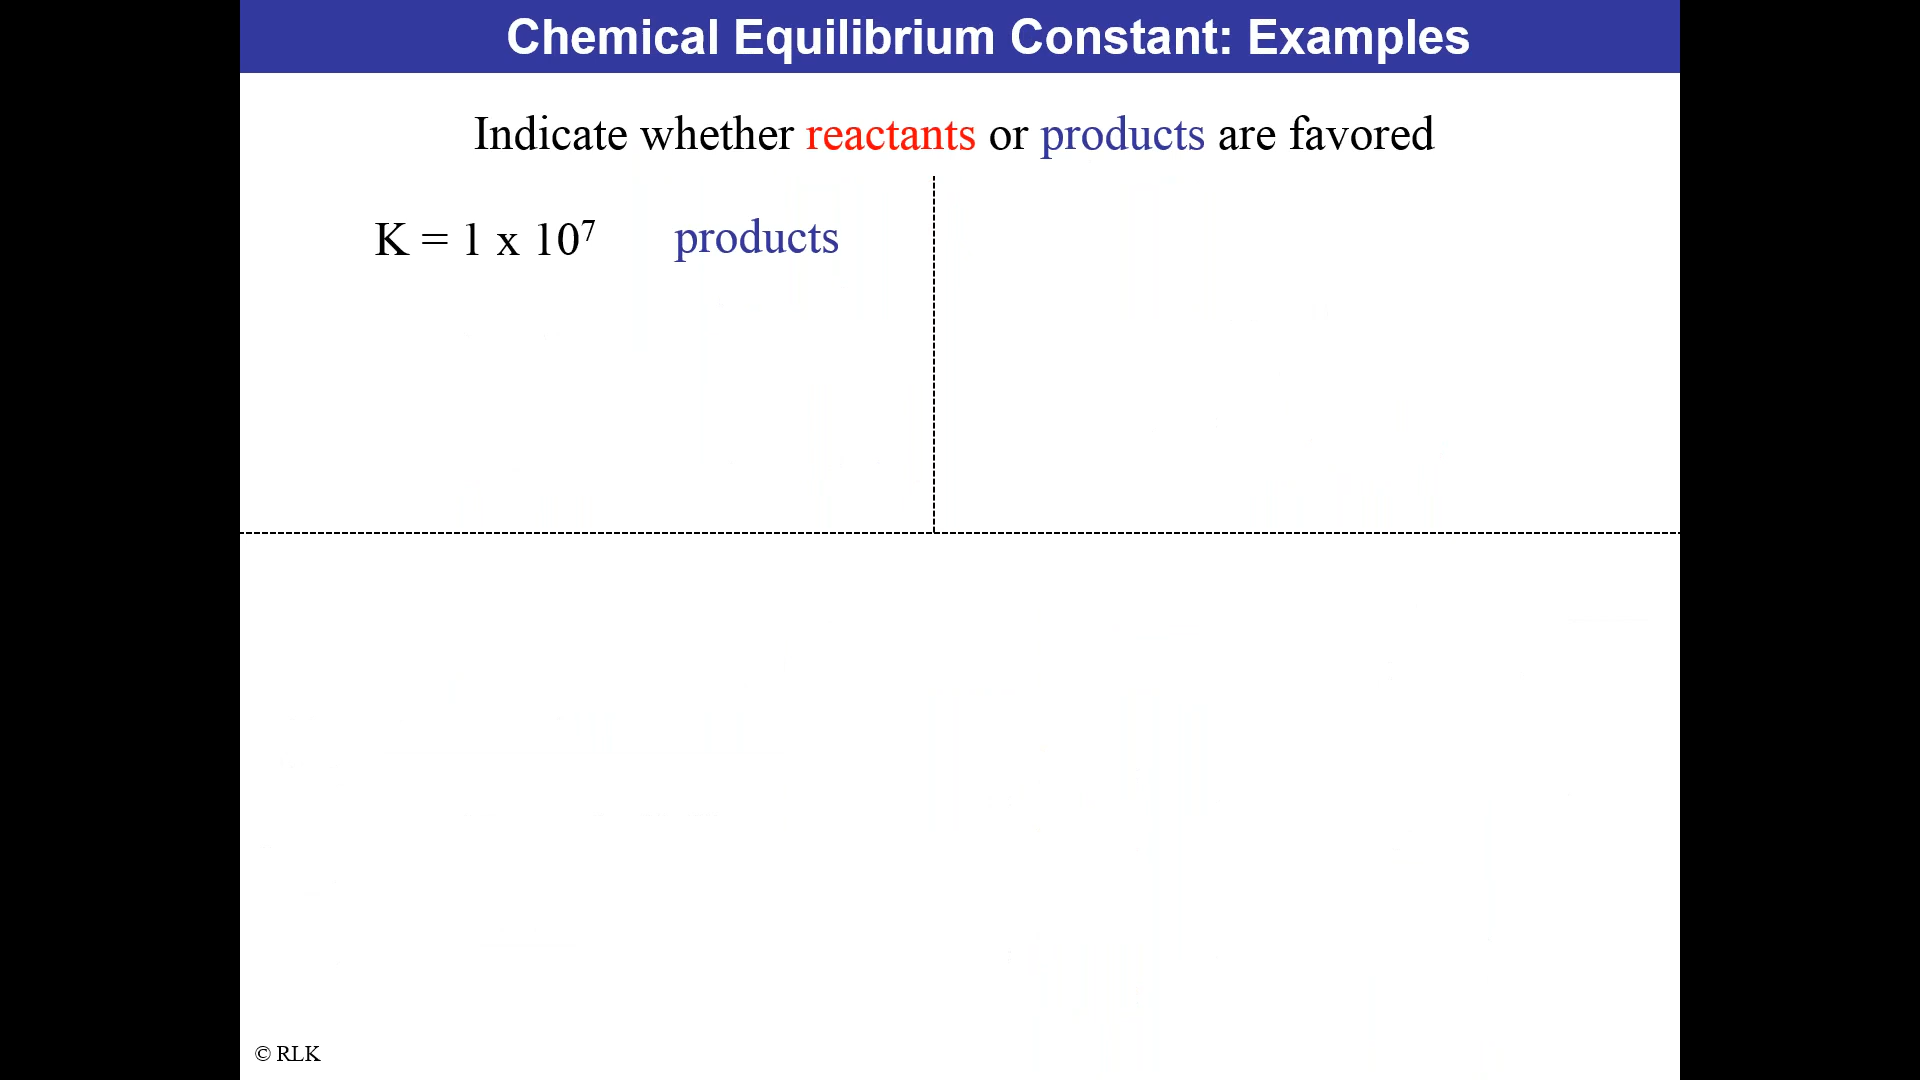 Chemical Equilibrium Constant: Examples
Indicate whether reactants or products are favored
K = 1 x 10⁷ products
© RLK